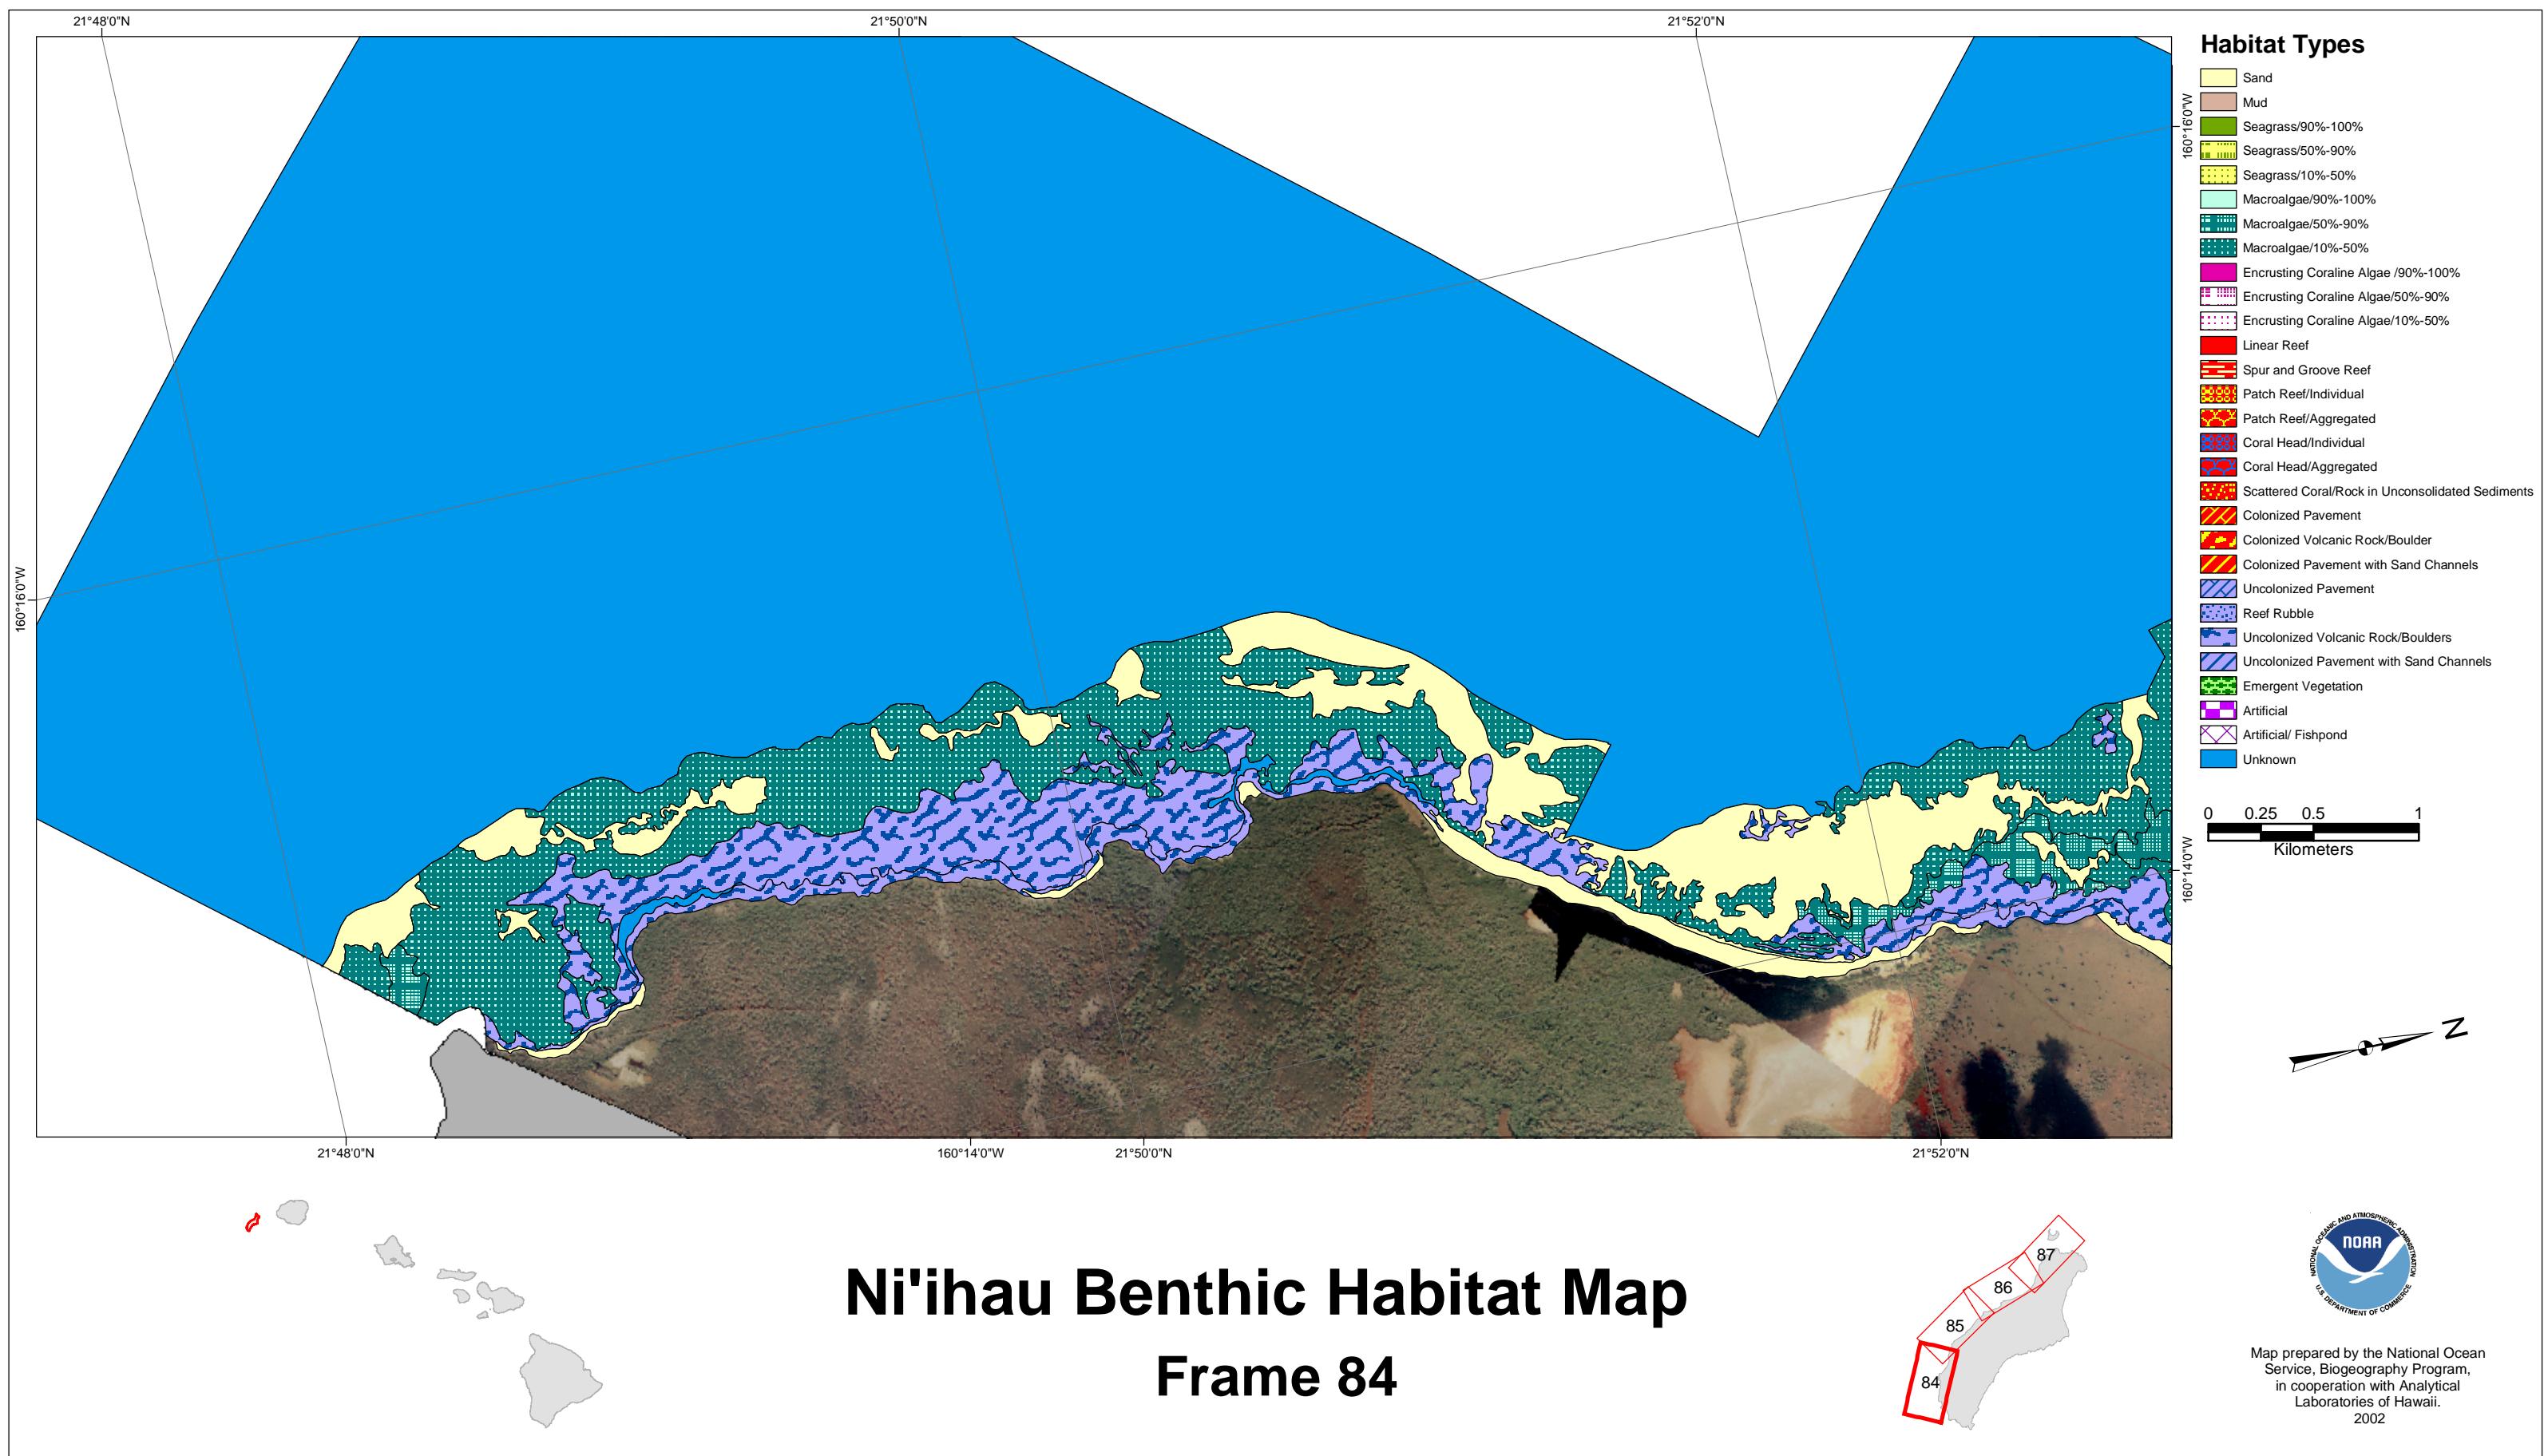 21°48'0"N
21°50'0"N
21°52'0"N
160°16'0"W
160°16'0"W
160°14'0"W
21°48'0"N
160°14'0"W
21°50'0"N
21°52'0"N
Habitat Types
Sand
Mud
Seagrass/90%-100%
Seagrass/50%-90%
Seagrass/10%-50%
Macroalgae/90%-100%
Macroalgae/50%-90%
Macroalgae/10%-50%
Encrusting Coraline Algae /90%-100%
Encrusting Coraline Algae/50%-90%
Encrusting Coraline Algae/10%-50%
Linear Reef
Spur and Groove Reef
Patch Reef/Individual
Patch Reef/Aggregated
Coral Head/Individual
Coral Head/Aggregated
Scattered Coral/Rock in Unconsolidated Sediments
Colonized Pavement
Colonized Volcanic Rock/Boulder
Colonized Pavement with Sand Channels
Uncolonized Pavement
Reef Rubble
Uncolonized Volcanic Rock/Boulders
Uncolonized Pavement with Sand Channels
Emergent Vegetation
Artificial
Artificial/ Fishpond
Unknown
0 0.25 0.5 1
Kilometers
N
Ni'ihau Benthic Habitat Map
Frame 84
87
86
85
84
NATIONAL OCEANIC AND ATMOSPHERIC ADMINISTRATION
NOAA
U.S. DEPARTMENT OF COMMERCE
Map prepared by the National Ocean
Service, Biogeography Program,
in cooperation with Analytical
Laboratories of Hawaii.
2002